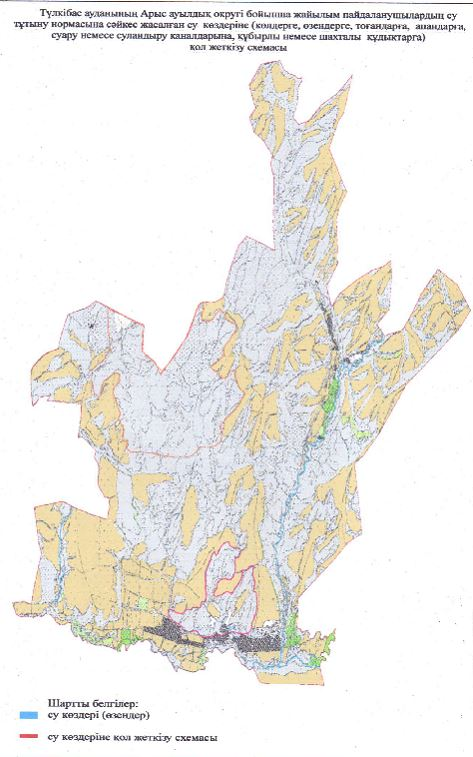 Түлкібас ауданының Арыс ауылдық округі бойынша жайылым пайдаланушылардың су
тұтыну нормасына сәйкес жасалған су көздеріне (көлдерге, өзендерге, тоғандарға, апандарға,
суару немесе суландыру каналдарына, құбырлы немесе шахталы құдықтарға)
қол жеткізу схемасы
Шартты белгілер:
су көздері (өзендер)
су көздеріне қол жеткізу схемасы